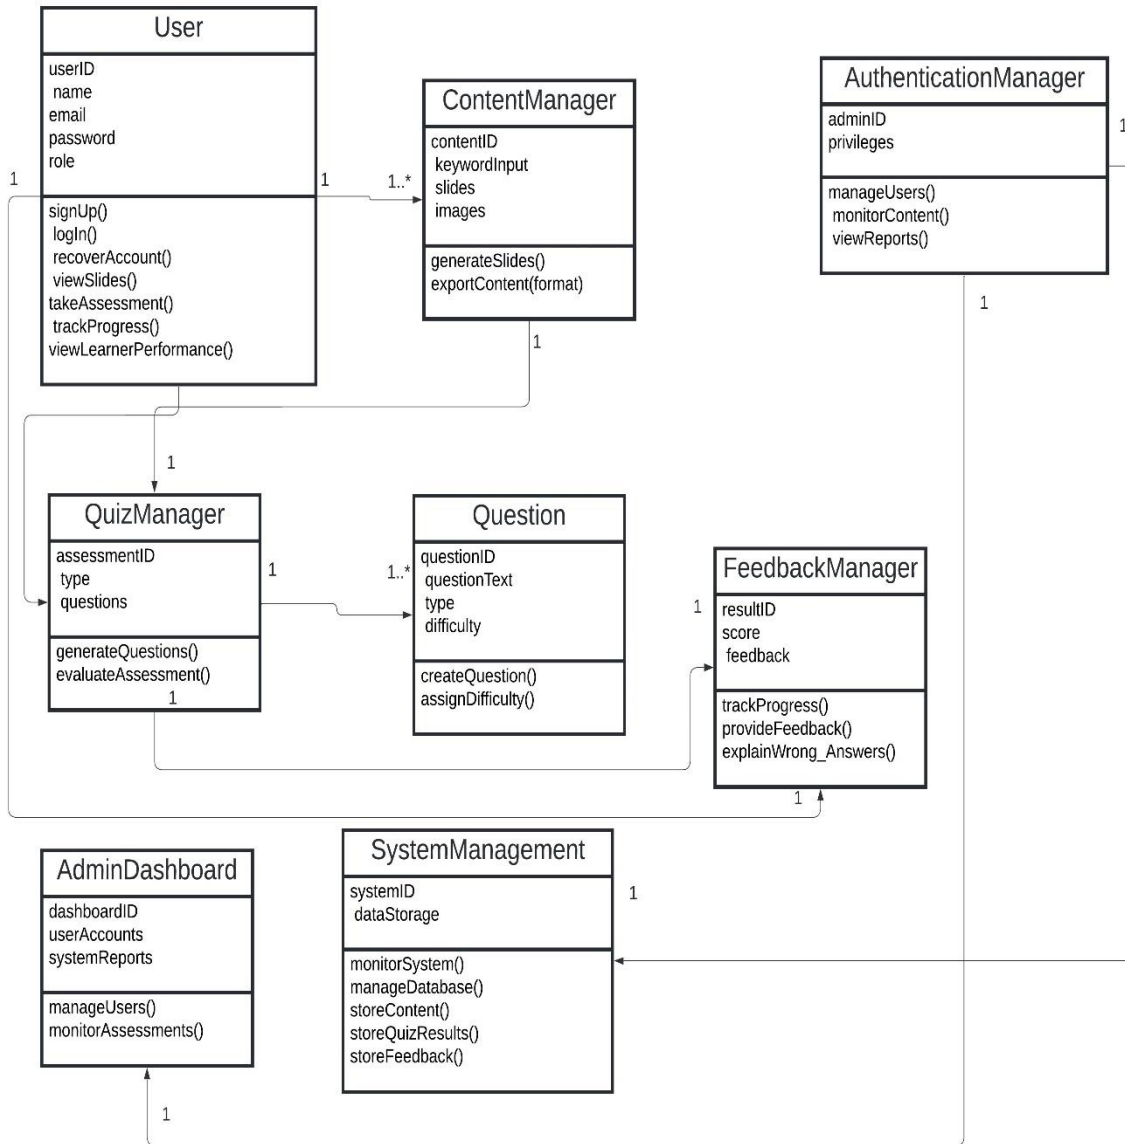 User
userID
name
email
password
role
signUp()
logIn()
recoverAccount()
viewSlides()
takeAssessment()
trackProgress()
viewLearnerPerformance()
1
1
1..*
ContentManager
contentID
keywordInput
slides
images
generateSlides()
exportContent(format)
1
AuthenticationManager
adminID
privileges
manageUsers()
monitorContent()
viewReports()
1
1
1
QuizManager
assessmentID
type
questions
generateQuestions()
evaluateAssessment()
1
1
1..*
Question
questionID
questionText
type
difficulty
createQuestion()
assignDifficulty()
1
FeedbackManager
resultID
score
feedback
trackProgress()
provideFeedback()
explainWrong_Answers()
1
AdminDashboard
dashboardID
userAccounts
systemReports
manageUsers()
monitorAssessments()
1
SystemManagement
systemID
dataStorage
monitorSystem()
manageDatabase()
storeContent()
storeQuizResults()
storeFeedback()
1